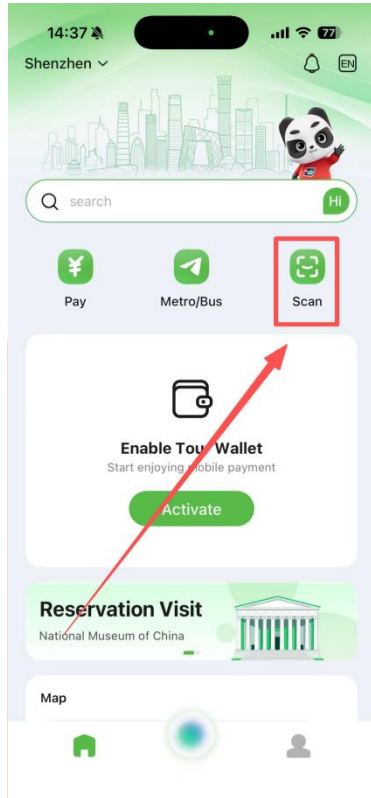 14:37
77
Shenzhen
EN
search
Hi
¥
Pay
Metro/Bus
Scan
Enable Tour Wallet
Start enjoying mobile payment
Activate
Reservation Visit
National Museum of China
Map